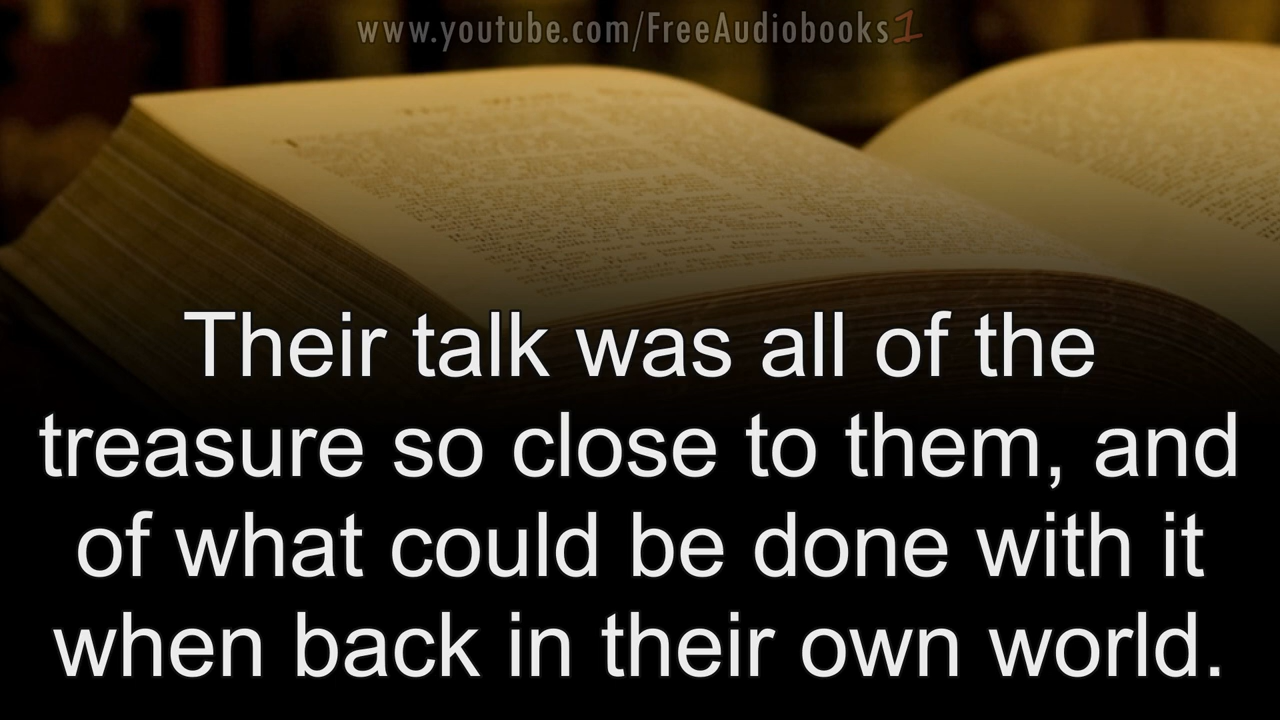 www.youtube.com/FreeAudiobooks1
Their talk was all of the
treasure so close to them, and
of what could be done with it
when back in their own world.